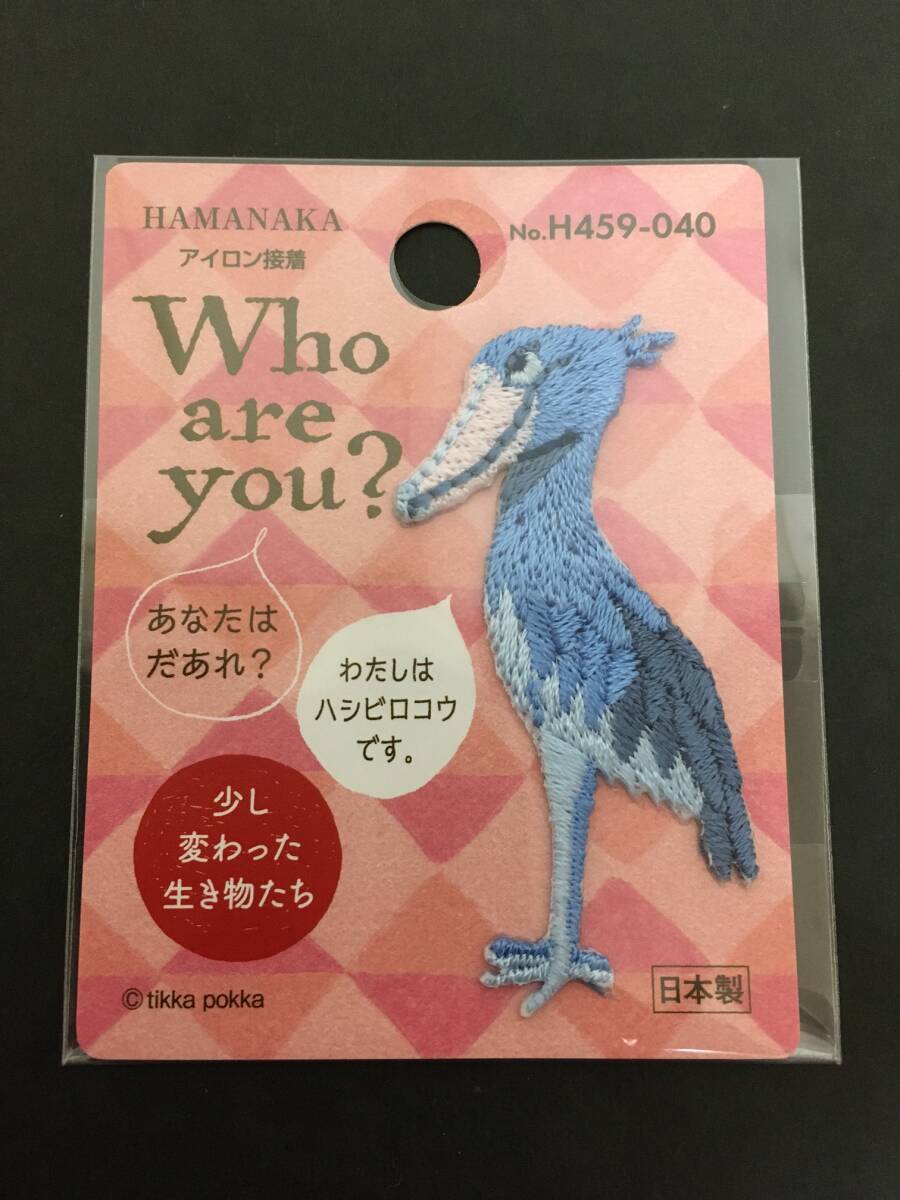 HAMANAKA
アイロン接着
No.H459-040
Who
are
you?
あなたは
だあれ？
わたしは
ハシビロコウ
です。
少し
変わった
生き物たち
©tikka pokka
日本製